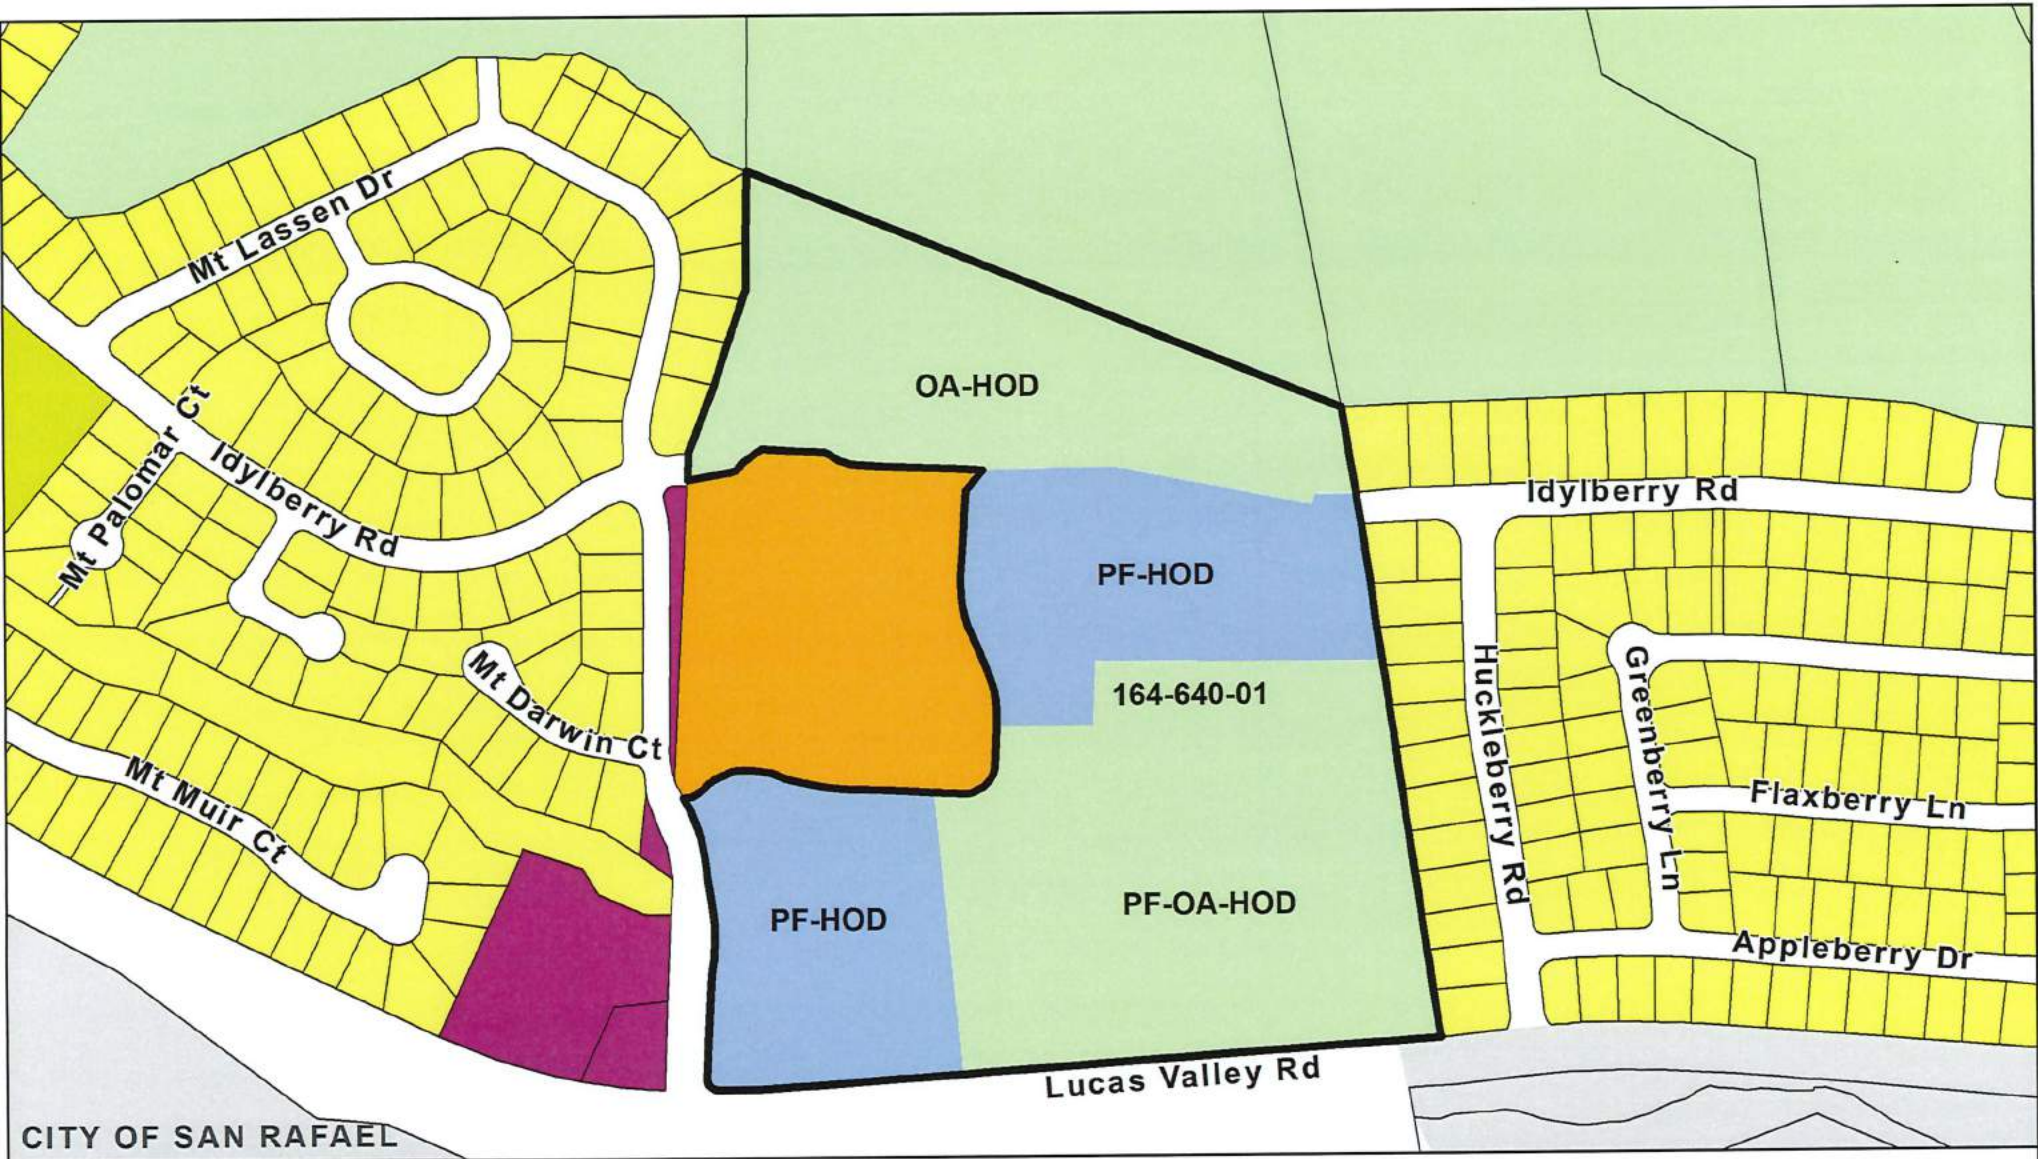 Mt Lassen Dr
OA-HOD
Mt Palomar Ct
Idylberry Rd
Idylberry Rd
PF-HOD
164-640-01
Mt Darwin Ct
Huckleberry Rd
Greenberry Ln
Mt Muir Ct
Flaxberry Ln
PF-HOD
PF-OA-HOD
Appleberry Dr
Lucas Valley Rd
CITY OF SAN RAFAEL